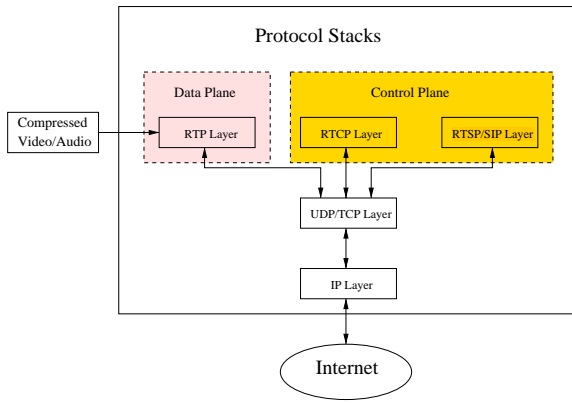 Protocol Stacks
Data Plane
Control Plane
Compressed
Video/Audio
RTP Layer
RTCP Layer
RTSP/SIP Layer
UDP/TCP Layer
IP Layer
Internet